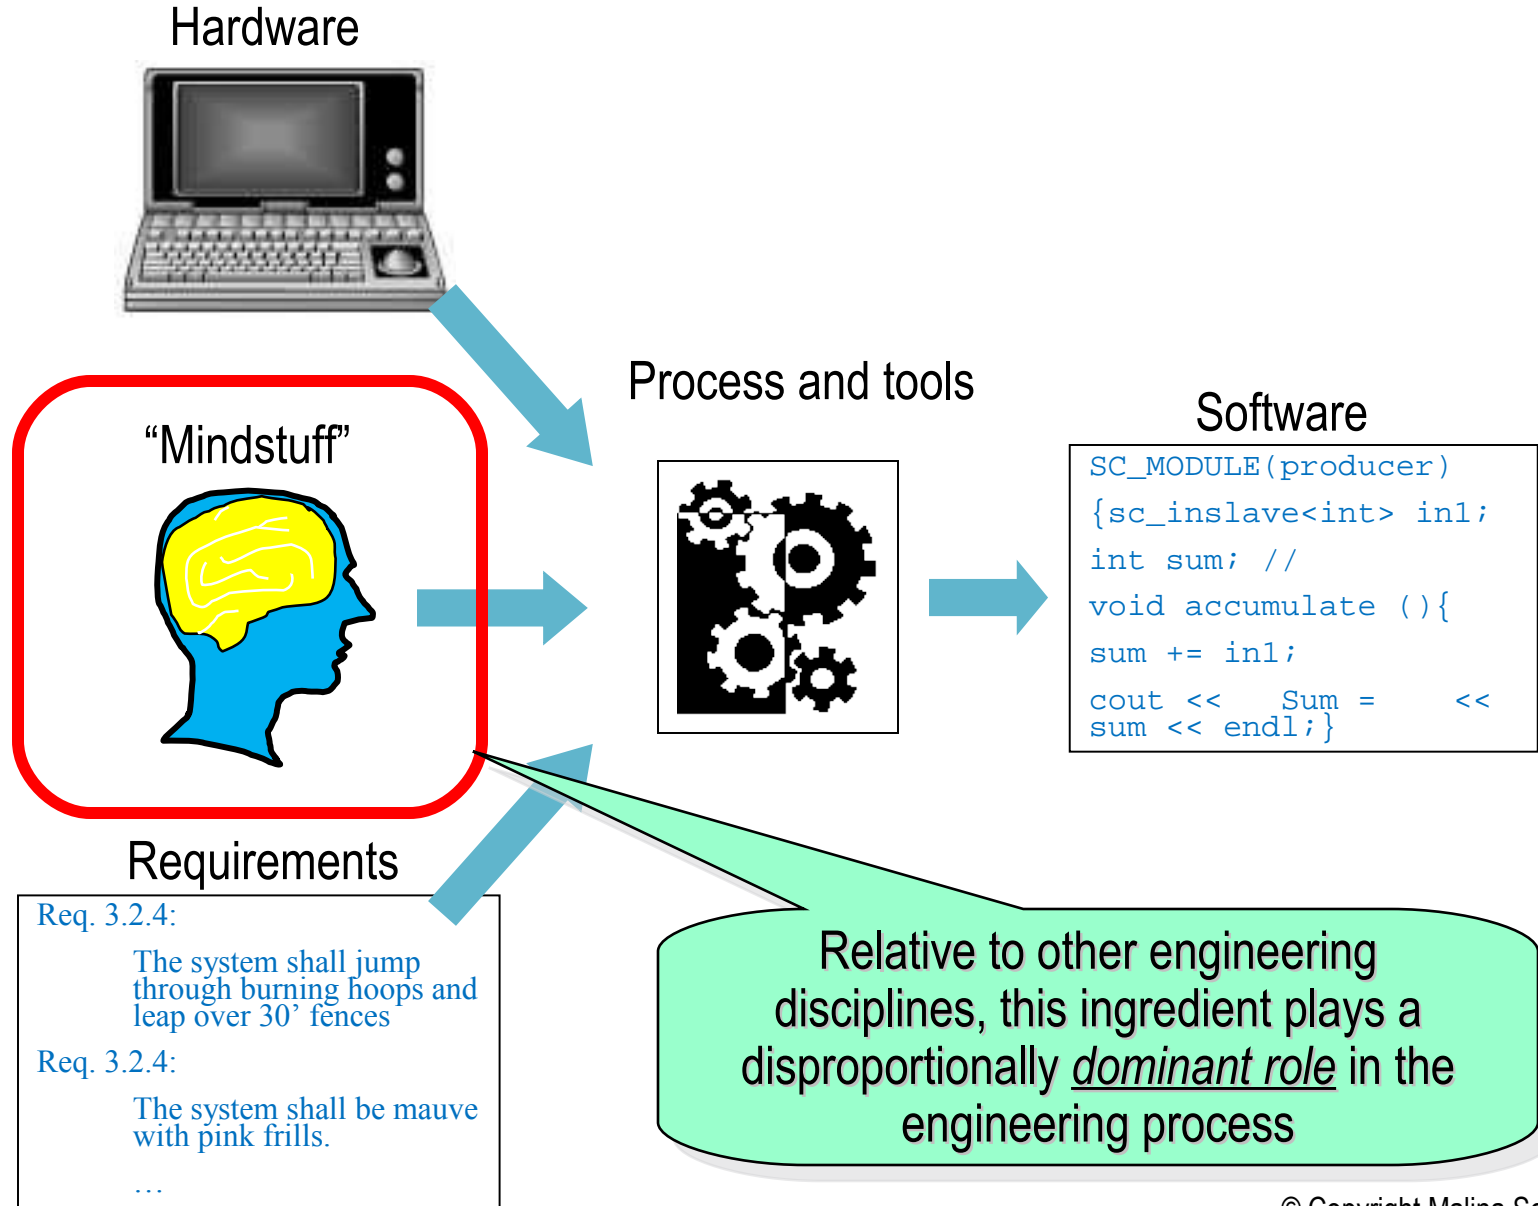 Hardware
“Mindstuff”
Process and tools
Software
SC_MODULE(producer)
{sc_inslave<int> in1;
int sum; //
void accumulate (){
sum += in1;
cout << Sum = <<
sum << endl;}
Requirements
Req. 3.2.4:
The system shall jump
through burning hoops and
leap over 30’ fences
Req. 3.2.4:
The system shall be mauve
with pink frills.
…
Relative to other engineering
disciplines, this ingredient plays a
disproportionally dominant role in the
engineering process
© Copyright Malina